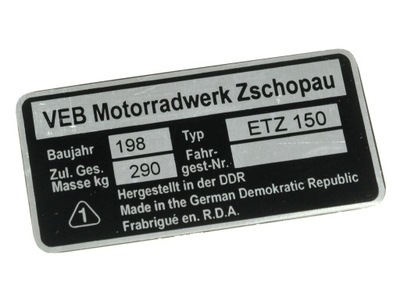 VEB Motorradwerk Zschopau
Baujahr 198 Typ ETZ 150
Zul. Ges. Masse kg 290 Fahr-gest-Nr.
Hergestellt in der DDR
Made in the German Demokratic Republic
Frabrigué en. R.D.A.
1